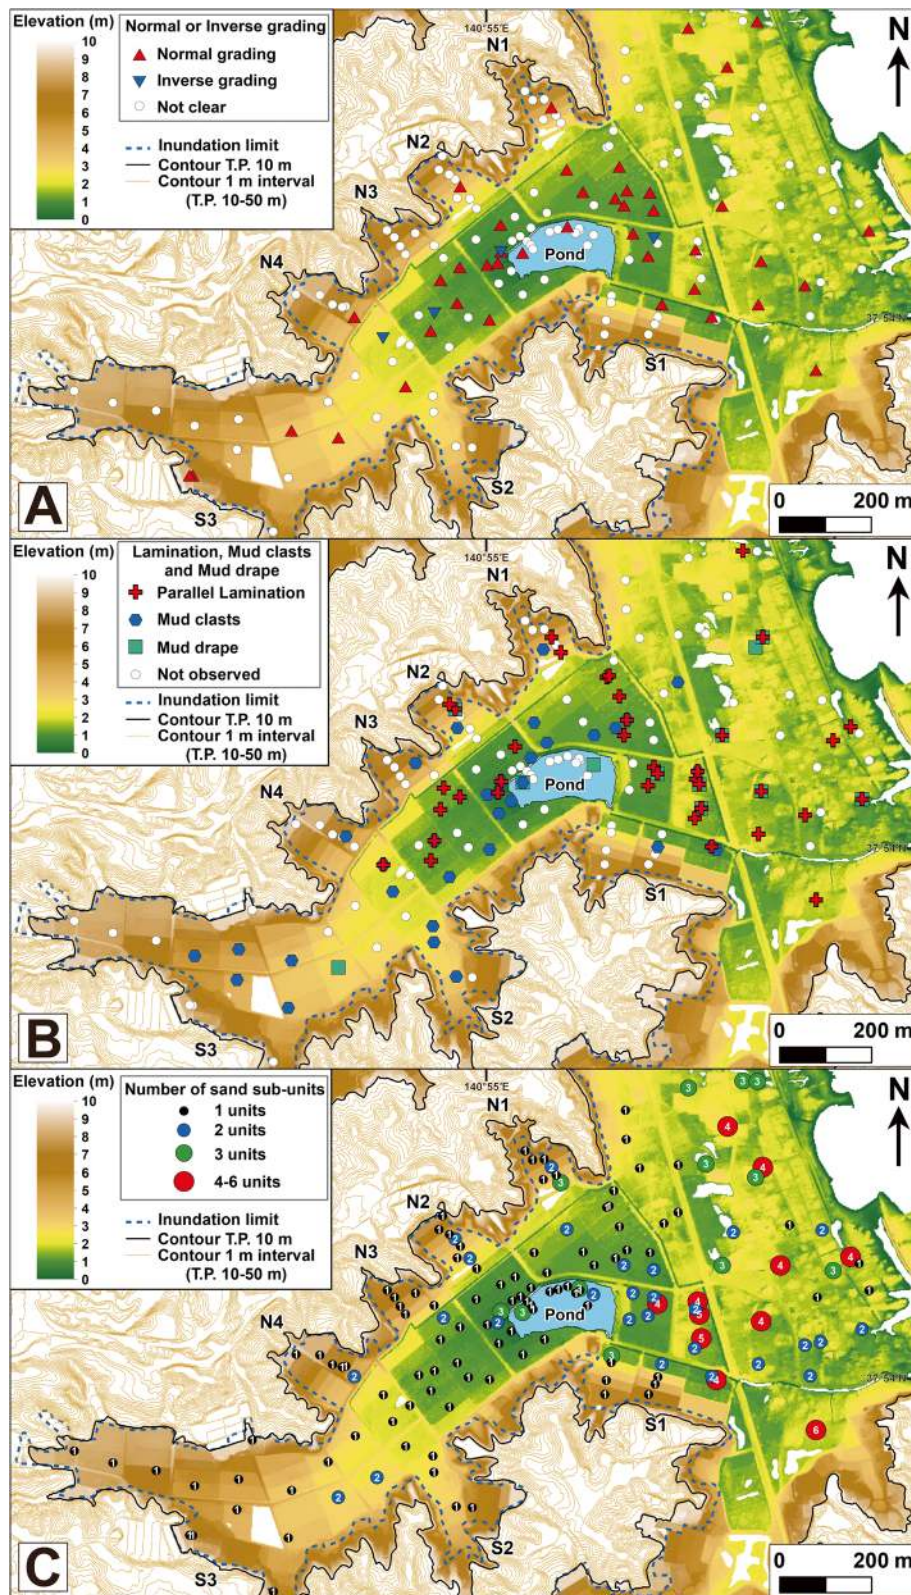 Elevation (m)
10
9
8
7
6
5
4
3
2
1
0
Normal or Inverse grading
Normal grading
Inverse grading
Not clear
Inundation limit
Contour T.P. 10 m
Contour 1 m interval
(T.P. 10-50 m)
140°55'E
N1
N2
N3
N4
N
Pond
37°54'N
S1
S2
S3
A
0 200 m
Elevation (m)
10
9
8
7
6
5
4
3
2
1
0
Lamination, Mud clasts
and Mud drape
Parallel Lamination
Mud clasts
Mud drape
Not observed
Inundation limit
Contour T.P. 10 m
Contour 1 m interval
(T.P. 10-50 m)
140°55'E
N1
N2
N3
N4
N
Pond
37°54'N
S1
S2
S3
B
0 200 m
Elevation (m)
10
9
8
7
6
5
4
3
2
1
0
Number of sand sub-units
1 units
2 units
3 units
4-6 units
Inundation limit
Contour T.P. 10 m
Contour 1 m interval
(T.P. 10-50 m)
140°55'E
N1
N2
N3
N4
N
Pond
37°54'N
S1
S2
S3
C
0 200 m